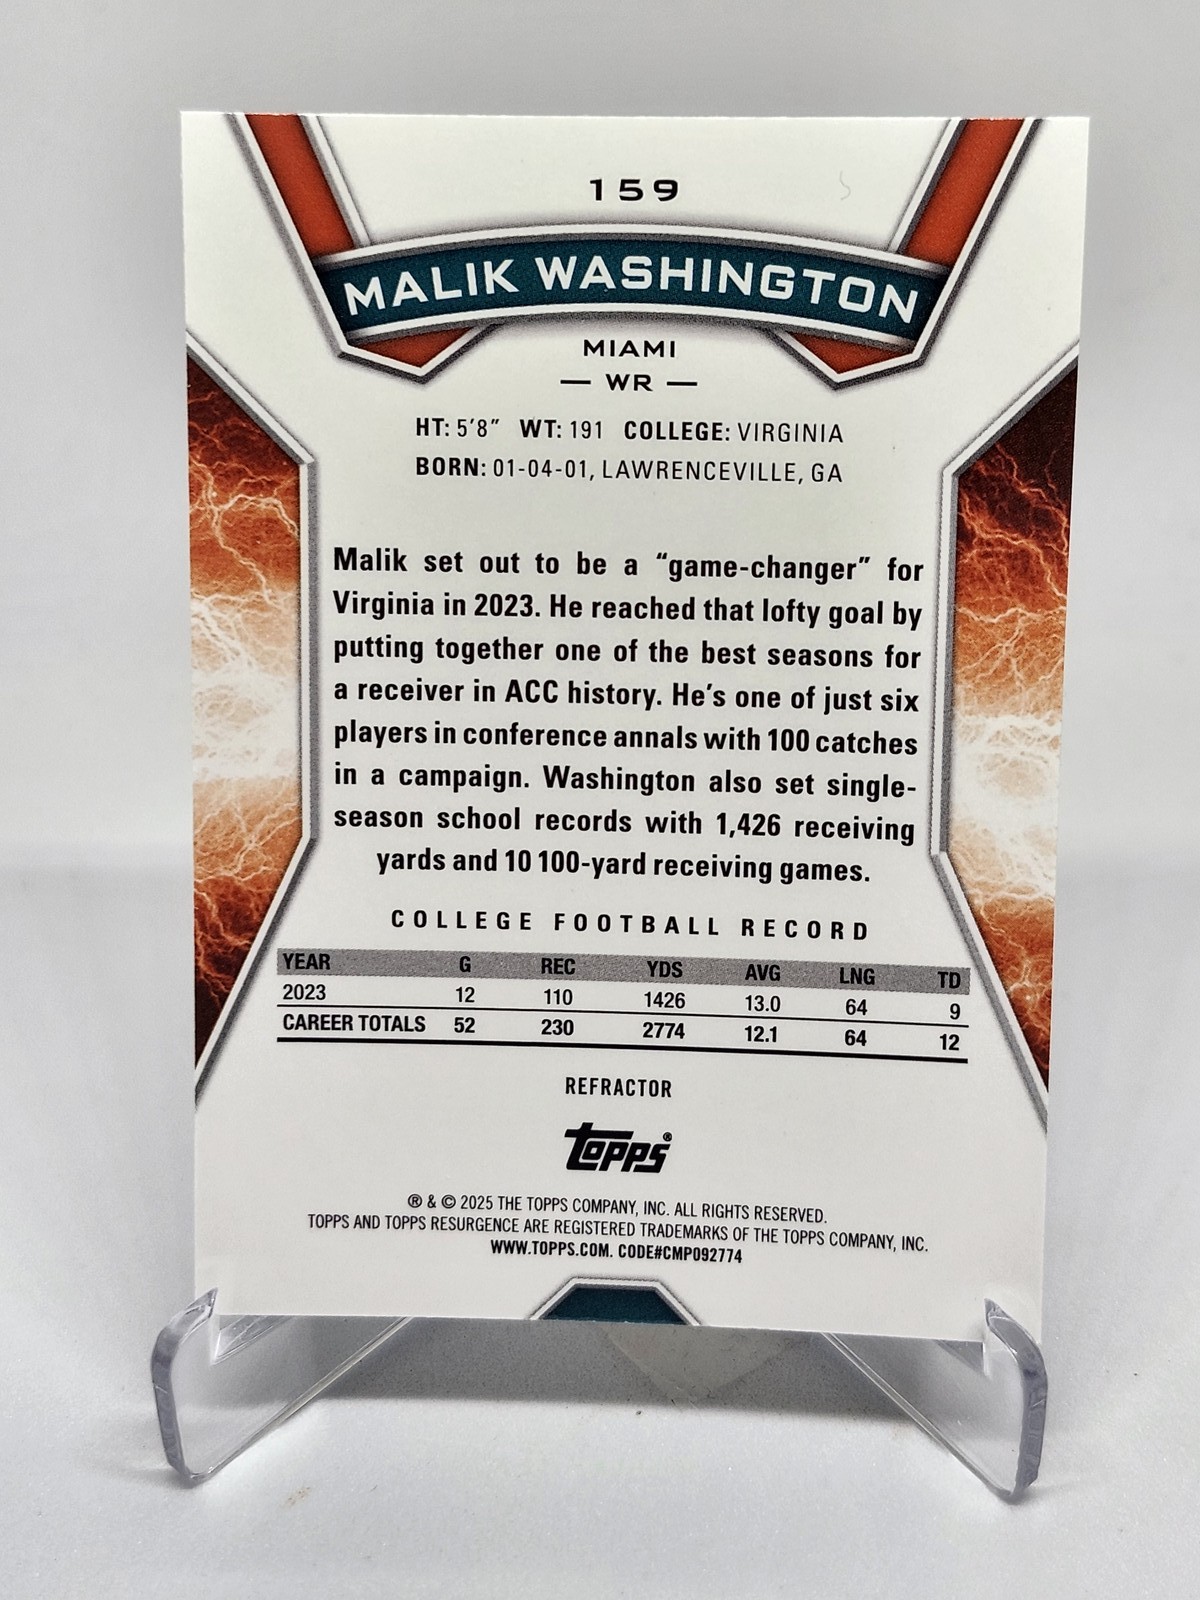 159
MALIK WASHINGTON
MIAMI
— WR —
HT: 5'8" WT: 191 COLLEGE: VIRGINIA
BORN: 01-04-01, LAWRENCEVILLE, GA
Malik set out to be a “game-changer” for
Virginia in 2023. He reached that lofty goal by
putting together one of the best seasons for
a receiver in ACC history. He's one of just six
players in conference annals with 100 catches
in a campaign. Washington also set single-
season school records with 1,426 receiving
yards and 10 100-yard receiving games.
COLLEGE FOOTBALL RECORD
YEAR G REC YDS AVG LNG TD
2023 12 110 1426 13.0 64 9
CAREER TOTALS 52 230 2774 12.1 64 12
REFRACTOR
topps®
® & © 2025 THE TOPPS COMPANY, INC. ALL RIGHTS RESERVED.
TOPPS AND TOPPS RESURGENCE ARE REGISTERED TRADEMARKS OF THE TOPPS COMPANY, INC.
WWW.TOPPS.COM. CODE#CMP092774